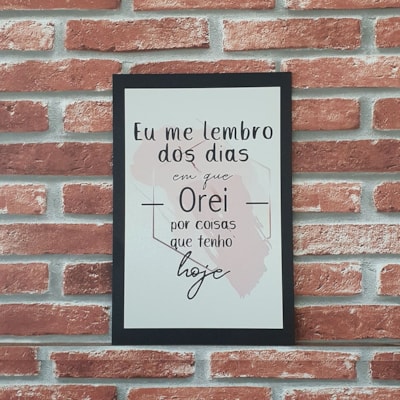 Eu me lembro
dos dias
em que
Orei
por coisas
que tenho
hoje